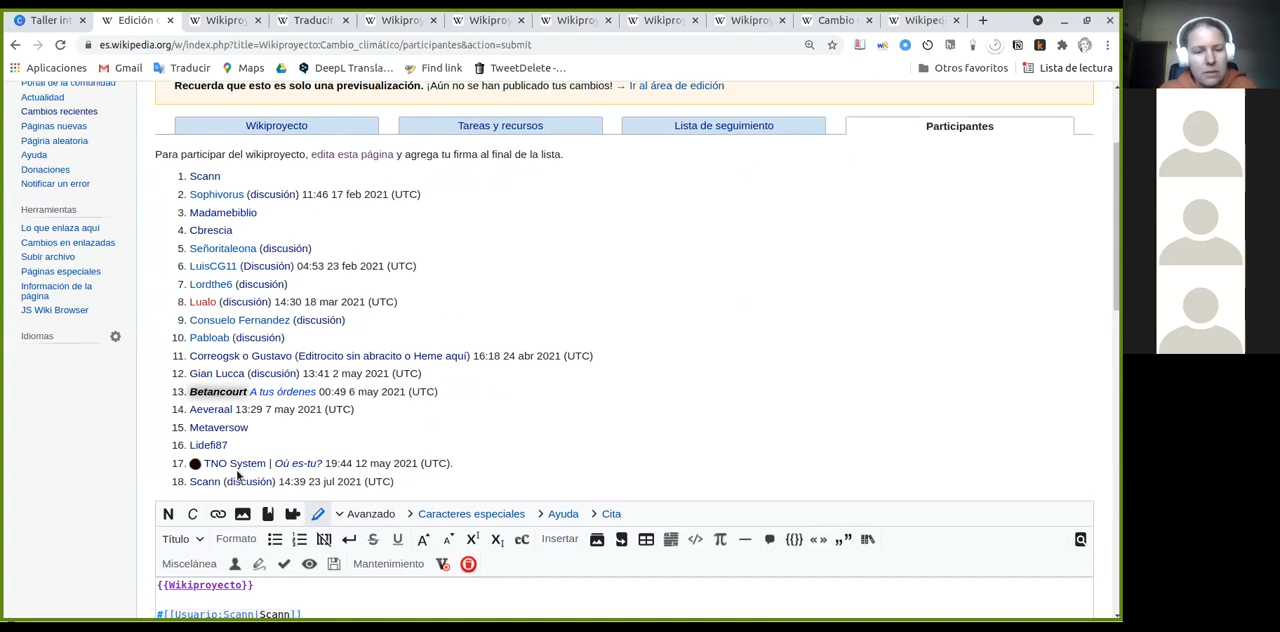 Taller int
Edición c
Wikiproy
Traducir
Wikiproy
Wikiproy
Wikiproy
Wikiproy
Wikiproy
Cambio c
Wikiped
es.wikipedia.org/w/index.php?title=Wikiproyecto:Cambio_climático/participantes&action=submit
Aplicaciones
Gmail
Traducir
Maps
DeepL Transla...
Find link
TweetDelete -...
Otros favoritos
Lista de lectura
Portal de la comunidad
Actualidad
Cambios recientes
Páginas nuevas
Página aleatoria
Ayuda
Donaciones
Notificar un error
Herramientas
Lo que enlaza aquí
Cambios en enlazadas
Subir archivo
Páginas especiales
Información de la
página
JS Wiki Browser
Idiomas
Recuerda que esto es solo una previsualización. ¡Aún no se han publicado tus cambios! → Ir al área de edición
Wikiproyecto
Tareas y recursos
Lista de seguimiento
Participantes
Para participar del wikiproyecto, edita esta página y agrega tu firma al final de la lista.
1. Scann
2. Sophivorus (discusión) 11:46 17 feb 2021 (UTC)
3. Madamebiblio
4. Cbrescia
5. Señoritaleona (discusión)
6. LuisCG11 (Discusión) 04:53 23 feb 2021 (UTC)
7. Lordthe6 (discusión)
8. Lualo (discusión) 14:30 18 mar 2021 (UTC)
9. Consuelo Fernandez (discusión)
10. Pabloab (discusión)
11. Correogsk o Gustavo (Editrocito sin abracito o Heme aquí) 16:18 24 abr 2021 (UTC)
12. Gian Lucca (discusión) 13:41 2 may 2021 (UTC)
13. Betancourt A tus órdenes 00:49 6 may 2021 (UTC)
14. Aeveraal 13:29 7 may 2021 (UTC)
15. Metaversow
16. Lidefi87
17. TNO System | Où es-tu? 19:44 12 may 2021 (UTC).
18. Scann (discusión) 14:39 23 jul 2021 (UTC)
N C Avanzado Caracteres especiales Ayuda Cita
Título Formato Insertar
Miscelánea Mantenimiento
{{Wikiproyecto}}
#[[Usuario:Scann|Scann]]